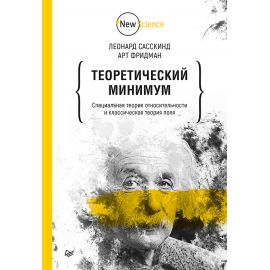 New Science
ЛЕОНАРД САССКИНД
АРТ ФРИДМАН
ТЕОРЕТИЧЕСКИЙ
МИНИМУМ
Специальная теория относительности
и классическая теория поля